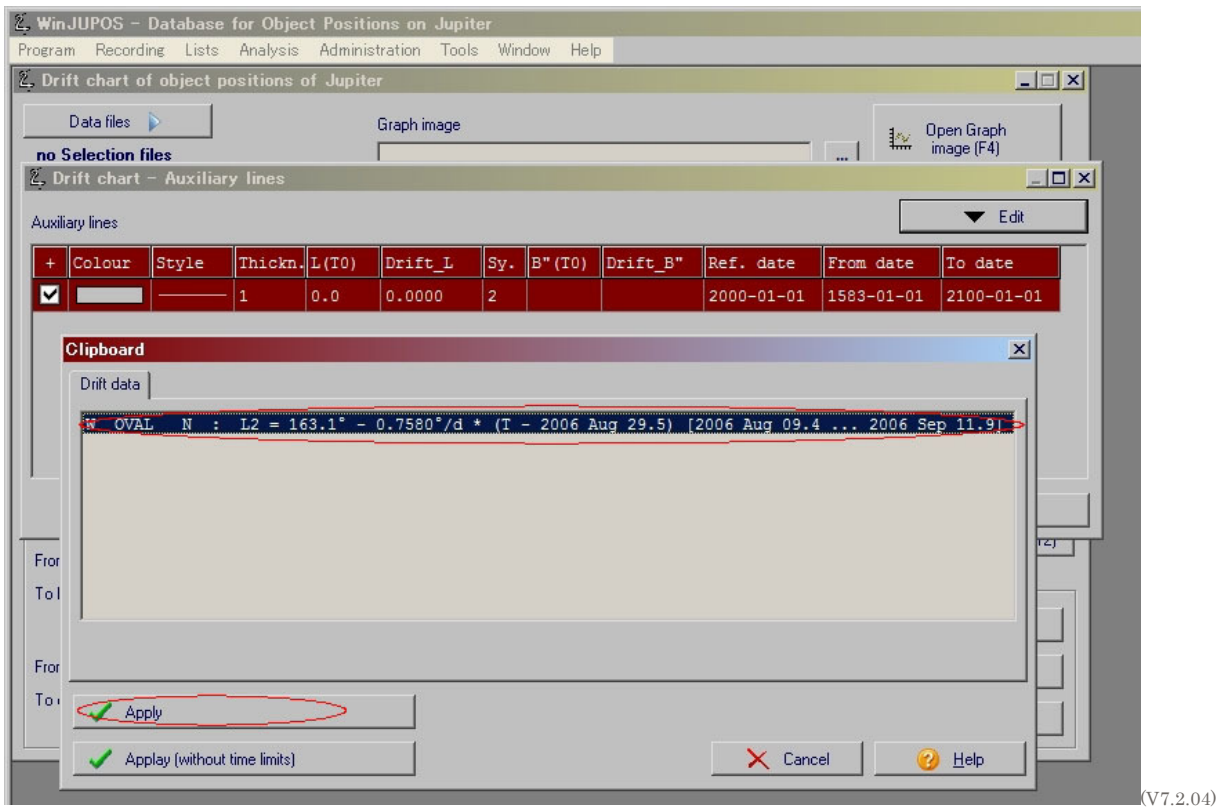 WinJUPOS - Database for Object Positions on Jupiter
Program Recording Lists Analysis Administration Tools Window Help
Drift chart of object positions of Jupiter
Data files
Graph image
Open Graph image (F4)
no Selection files
...
Drift chart - Auxiliary lines
Auxiliary lines
Edit
+ Colour Style Thickn. L(T0) Drift_L Sy. B"(T0) Drift_B" Ref. date From date To date
1 0.0 0.0000 2 2000-01-01 1583-01-01 2100-01-01
Clipboard
Drift data
W OVAL N : L2 = 163.1° - 0.7580°/d * (T - 2006 Aug 29.5) [2006 Aug 09.4 ... 2006 Sep 11.9]
From
To
From
To
Apply
Applay (without time limits)
Cancel
Help
(V7.2.04)